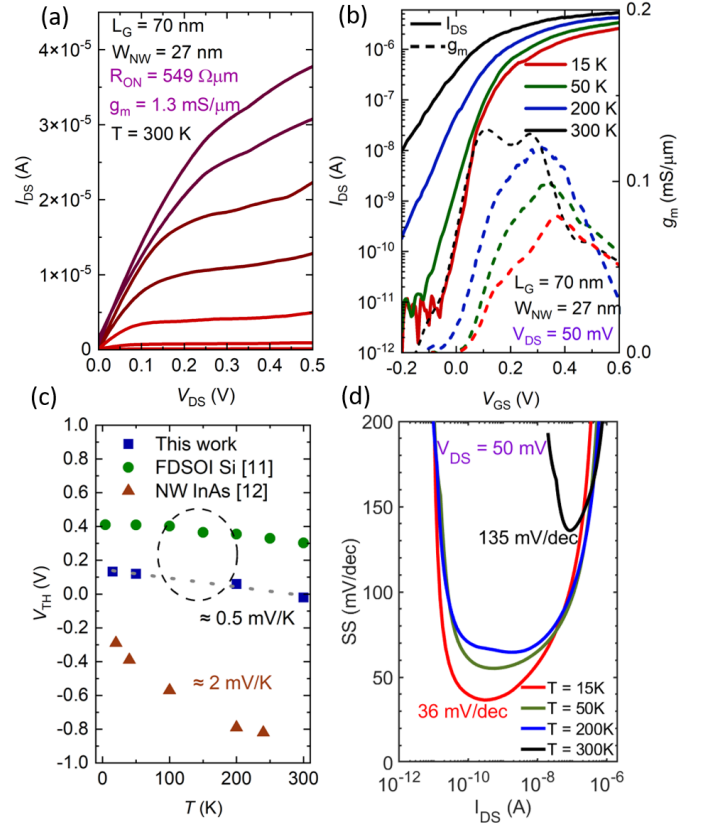 (a)
L_G = 70 nm
W_NW = 27 nm
R_ON = 549 Ωμm
g_m = 1.3 mS/μm
T = 300 K
4×10^-5
3×10^-5
2×10^-5
1×10^-5
0
I_DS (A)
0.0 0.1 0.2 0.3 0.4 0.5
V_DS (V)
(b)
I_DS
g_m
15 K
50 K
200 K
300 K
L_G = 70 nm
W_NW = 27 nm
V_DS = 50 mV
10^-6
10^-7
10^-8
10^-9
10^-10
10^-11
10^-12
I_DS (A)
0.2
0.1
0.0
g_m (mS/μm)
-0.2 0.0 0.2 0.4 0.6
V_GS (V)
(c)
This work
FDSOI Si [11]
NW InAs [12]
≈ 0.5 mV/K
≈ 2 mV/K
1.0
0.8
0.6
0.4
0.2
0.0
-0.2
-0.4
-0.6
-0.8
-1.0
V_TH (V)
0 50 100 150 200 250 300
T (K)
(d)
V_DS = 50 mV
135 mV/dec
36 mV/dec
T = 15K
T = 50K
T = 200K
T = 300K
200
150
100
50
0
SS (mV/dec)
10^-12 10^-10 10^-8 10^-6
I_DS (A)